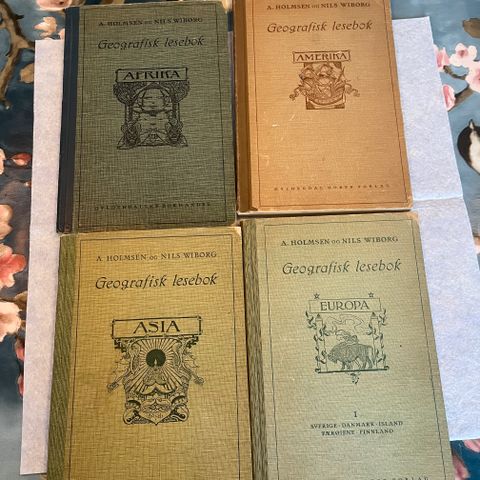 A. HOLMSEN OG NILS WIBORG
Geografisk lesebok
AFRIKA
GYLDENDALSKE BOKHANDEL
A. HOLMSEN OG NILS WIBORG
Geografisk lesebok
AMERIKA
GYLDENDAL NORSK FORLAG
A. HOLMSEN OG NILS WIBORG
Geografisk lesebok
ASIA
A. HOLMSEN OG NILS WIBORG
Geografisk lesebok
EUROPA
I
SVERIGE · DANMARK · ISLAND
FÆRØIENE · FINNLAND